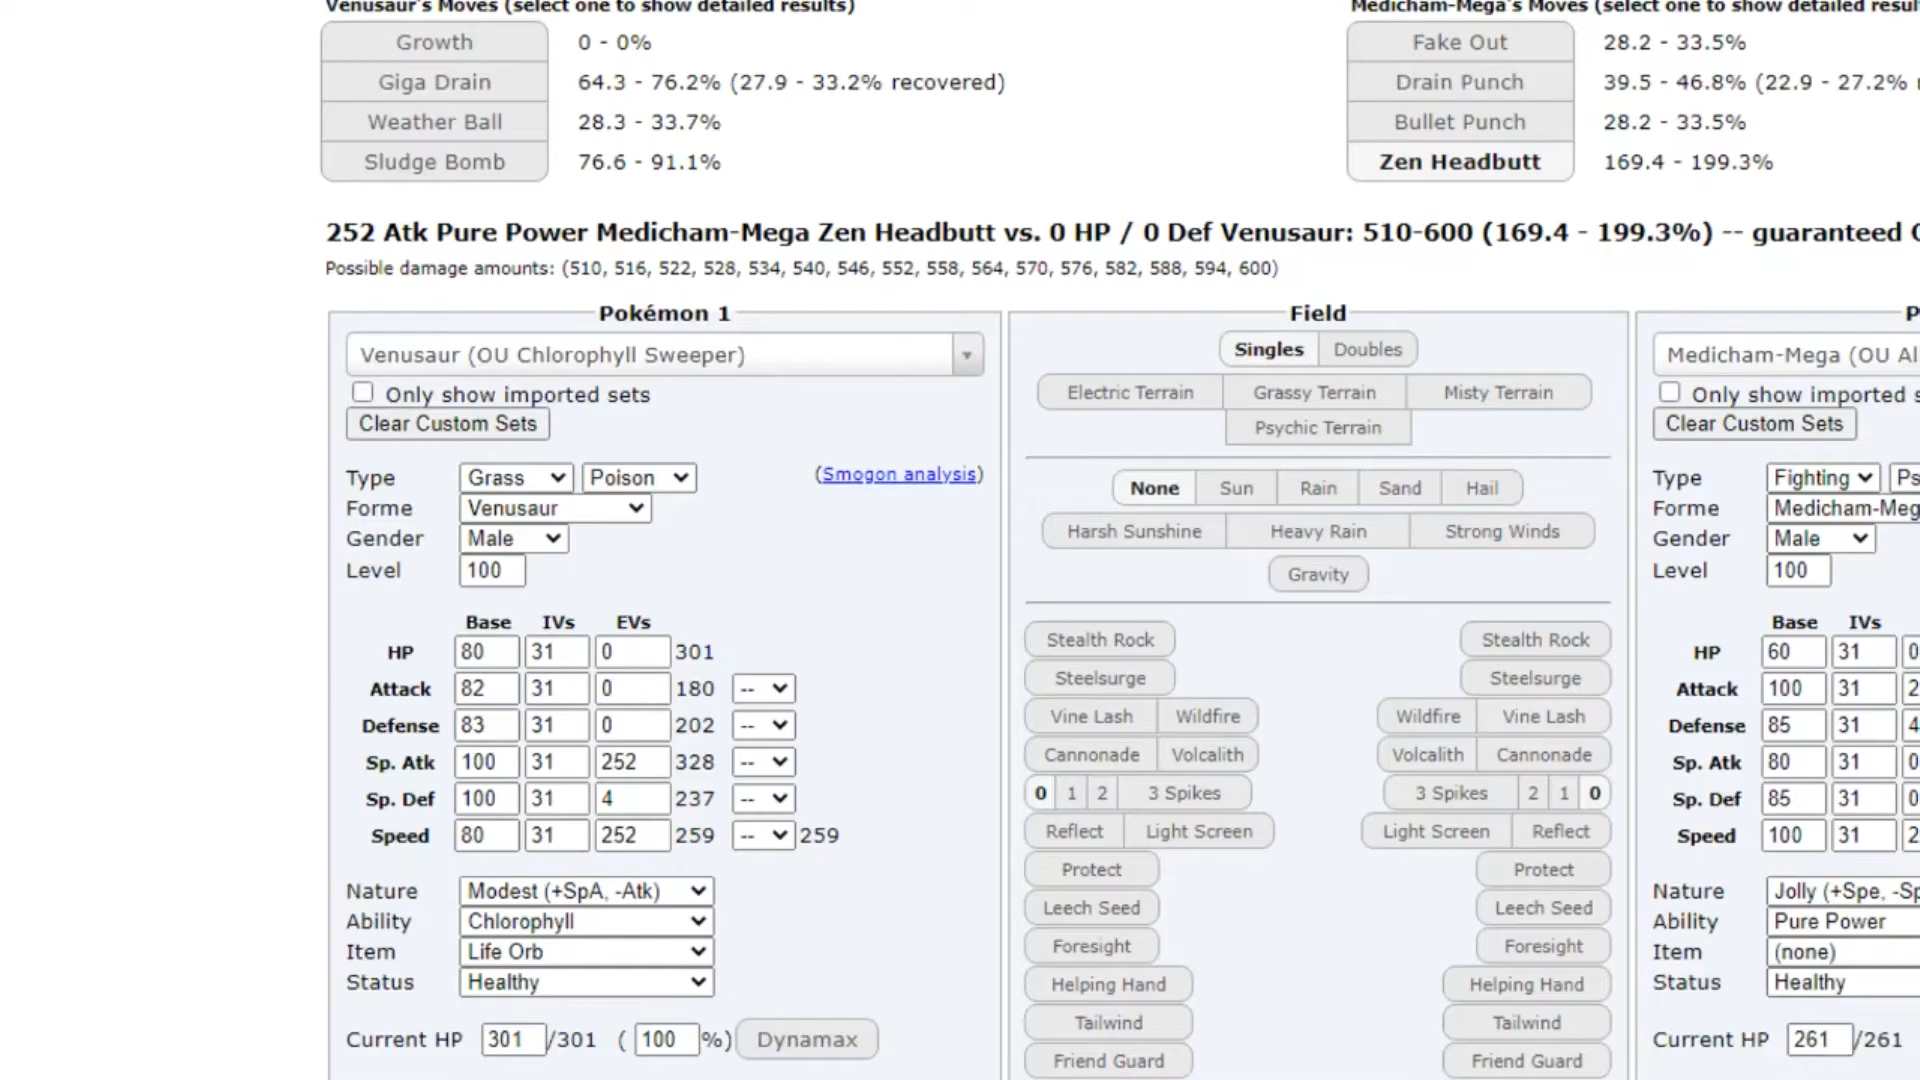 Venusaur's Moves (select one to show detailed results)
Growth 0 - 0%
Giga Drain 64.3 - 76.2% (27.9 - 33.2% recovered)
Weather Ball 28.3 - 33.7%
Sludge Bomb 76.6 - 91.1%
Medicham-Mega's Moves (select one to show detailed resul
Fake Out 28.2 - 33.5%
Drain Punch 39.5 - 46.8% (22.9 - 27.2%
Bullet Punch 28.2 - 33.5%
Zen Headbutt 169.4 - 199.3%
252 Atk Pure Power Medicham-Mega Zen Headbutt vs. 0 HP / 0 Def Venusaur: 510-600 (169.4 - 199.3%) -- guaranteed
Possible damage amounts: (510, 516, 522, 528, 534, 540, 546, 552, 558, 564, 570, 576, 582, 588, 594, 600)
Pokémon 1
Venusaur (OU Chlorophyll Sweeper)
Only show imported sets
Clear Custom Sets
Type Grass Poison (Smogon analysis)
Forme Venusaur
Gender Male
Level 100
Base IVs EVs
HP 80 31 0 301
Attack 82 31 0 180 --
Defense 83 31 0 202 --
Sp. Atk 100 31 252 328 --
Sp. Def 100 31 4 237 --
Speed 80 31 252 259 -- 259
Nature Modest (+SpA, -Atk)
Ability Chlorophyll
Item Life Orb
Status Healthy
Current HP 301/301 (100%) Dynamax
Field
Singles Doubles
Electric Terrain Grassy Terrain Misty Terrain
Psychic Terrain
None Sun Rain Sand Hail
Harsh Sunshine Heavy Rain Strong Winds
Gravity
Stealth Rock Stealth Rock
Steelsurge Steelsurge
Vine Lash Wildfire Wildfire Vine Lash
Cannonade Volcalith Volcalith Cannonade
0 1 2 3 Spikes 3 Spikes 2 1 0
Reflect Light Screen Light Screen Reflect
Protect Protect
Leech Seed Leech Seed
Foresight Foresight
Helping Hand Helping Hand
Tailwind Tailwind
Friend Guard Friend Guard
Medicham-Mega (OU Al
Only show imported s
Clear Custom Sets
Type Fighting Ps
Forme Medicham-Meg
Gender Male
Level 100
Base IVs
HP 60 31 0
Attack 100 31 2
Defense 85 31 4
Sp. Atk 80 31 0
Sp. Def 85 31 0
Speed 100 31 2
Nature Jolly (+Spe, -Sp
Ability Pure Power
Item (none)
Status Healthy
Current HP 261/261